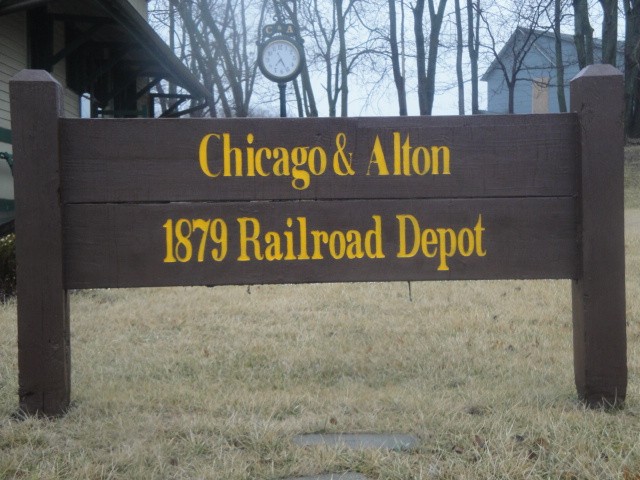 Chicago & Alton
1879 Railroad Depot